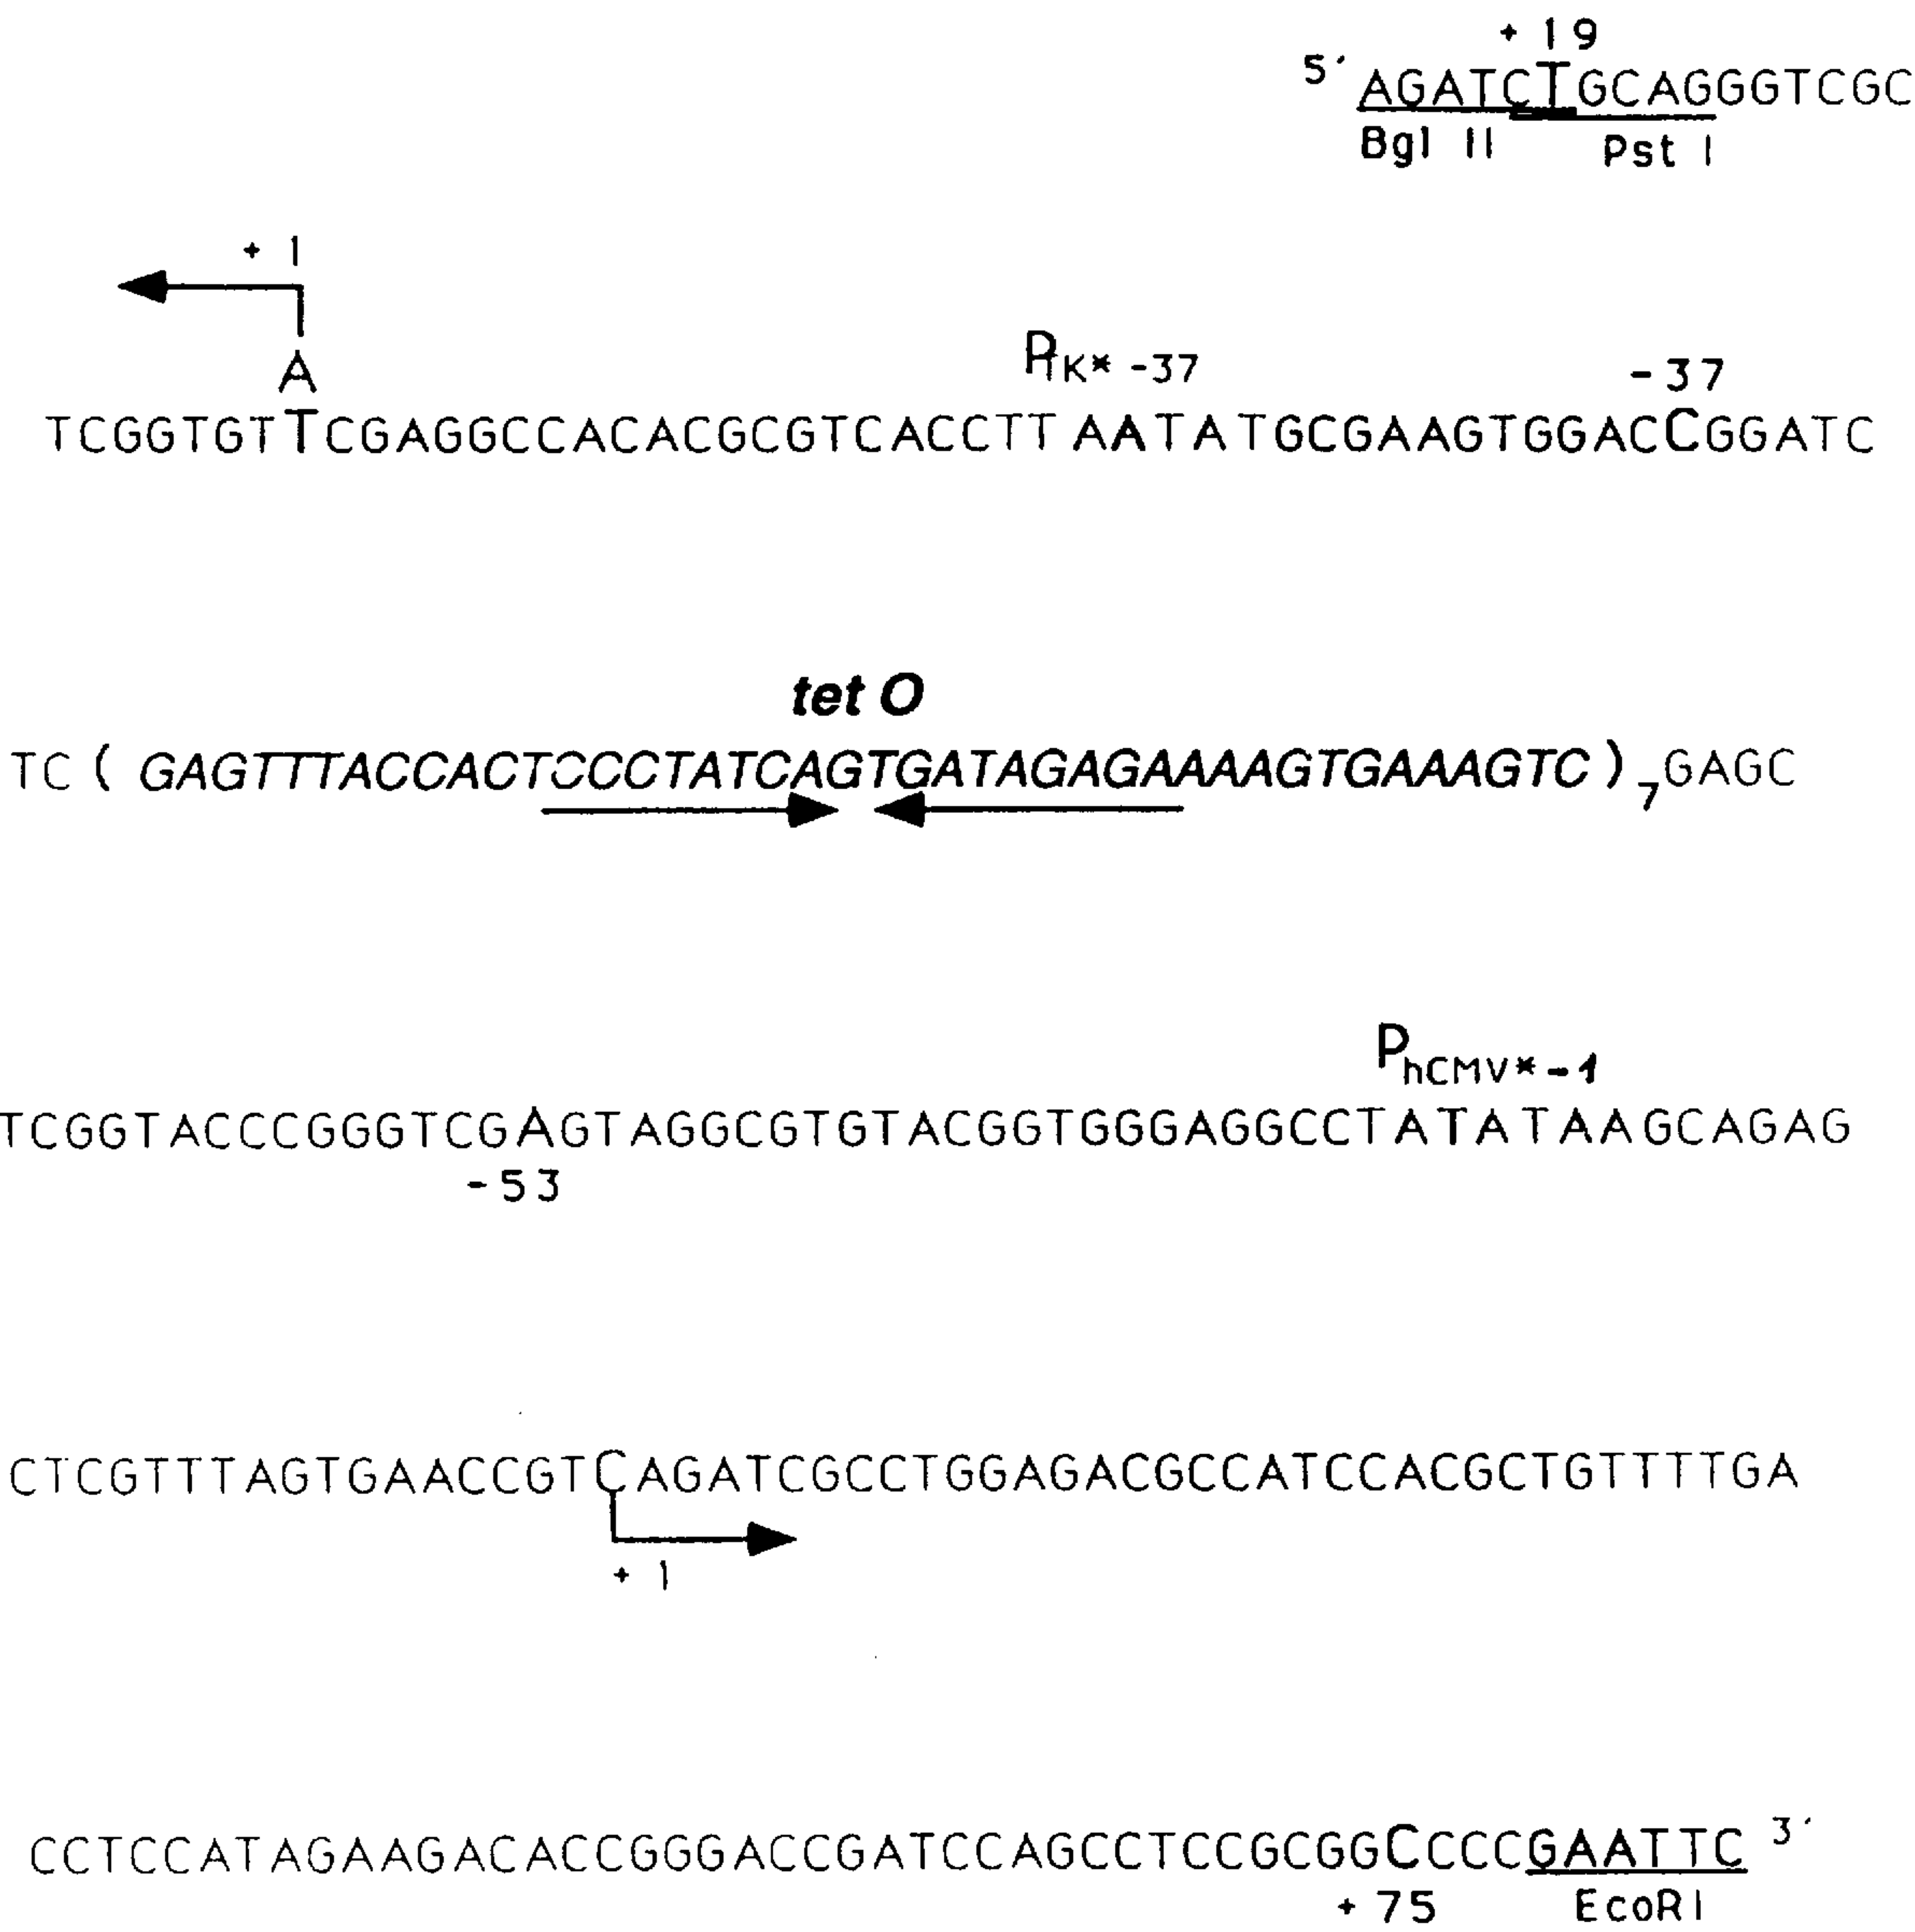 + 19
5' AGATCTGCAGGGTCGC
Bgl II Pst I
+ 1
A
PK* -37
-37
TCGGTGTTCGAGGCCACACGCGTCACCTTAATATGCGAAGTGGACCGGATC
tet O
TC ( GAGTTTACCACTCCCTATCAGTGATAGAGAAAAGTGAAAGTC )7GAGC
PhCMV*-1
TCGGTACCCGGGTCGAGTAGGCGTGTACGGTGGGAGGCCTATATAAGCAGAG
-53
CTCGTTTAGTGAACCGTCAGATCGCCTGGAGACGCCATCCACGCTGTTTTGA
+ 1
CCTCCATAGAAGACACCGGGACCGATCCAGCCTCCGCGGCCCCGAATTC 3'
+ 75
EcoRI